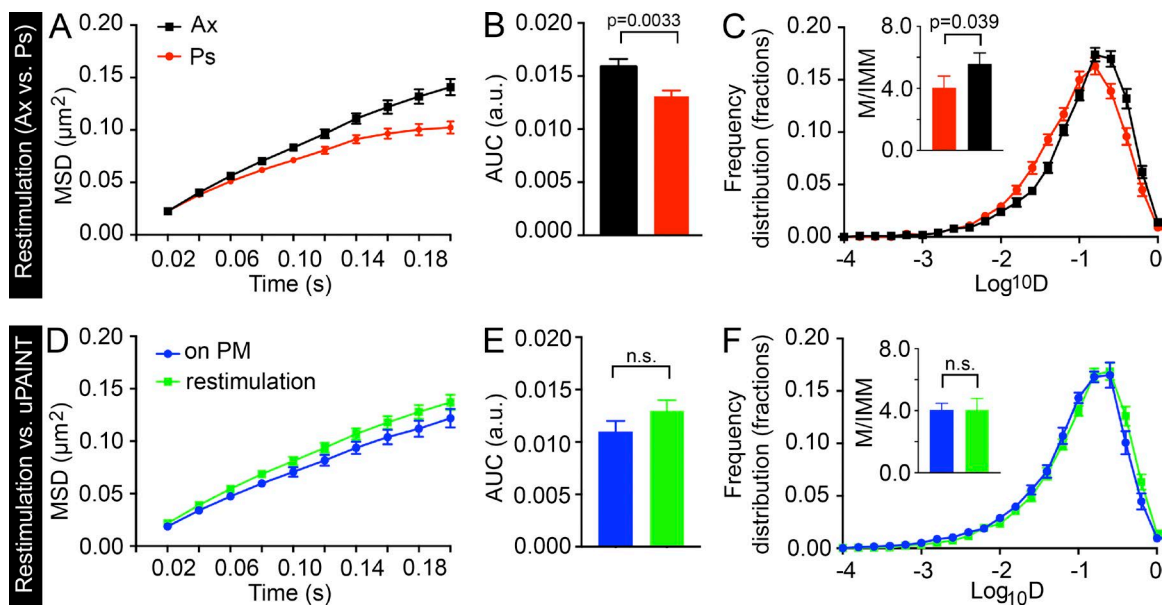 Restimulation (Ax vs. Ps)
A
Ax
Ps
MSD (µm²)
0.20
0.15
0.10
0.05
0.00
0.02 0.06 0.10 0.14 0.18
Time (s)
B
p=0.0033
AUC (a.u.)
0.020
0.015
0.010
0.005
0.000
C
Frequency
distribution (fractions)
0.20
0.15
0.10
0.05
0.00
p=0.039
M/IMM
8.0
4.0
0.0
-4 -3 -2 -1 0
Log¹⁰D
Restimulation vs. uPAINT
D
on PM
restimulation
MSD (µm²)
0.20
0.15
0.10
0.05
0.00
0.02 0.06 0.10 0.14 0.18
Time (s)
E
n.s.
AUC (a.u.)
0.020
0.015
0.010
0.005
0.000
F
Frequency
distribution (fractions)
0.20
0.15
0.10
0.05
0.00
n.s.
M/IMM
8.0
4.0
0.0
-4 -3 -2 -1 0
Log₁₀D